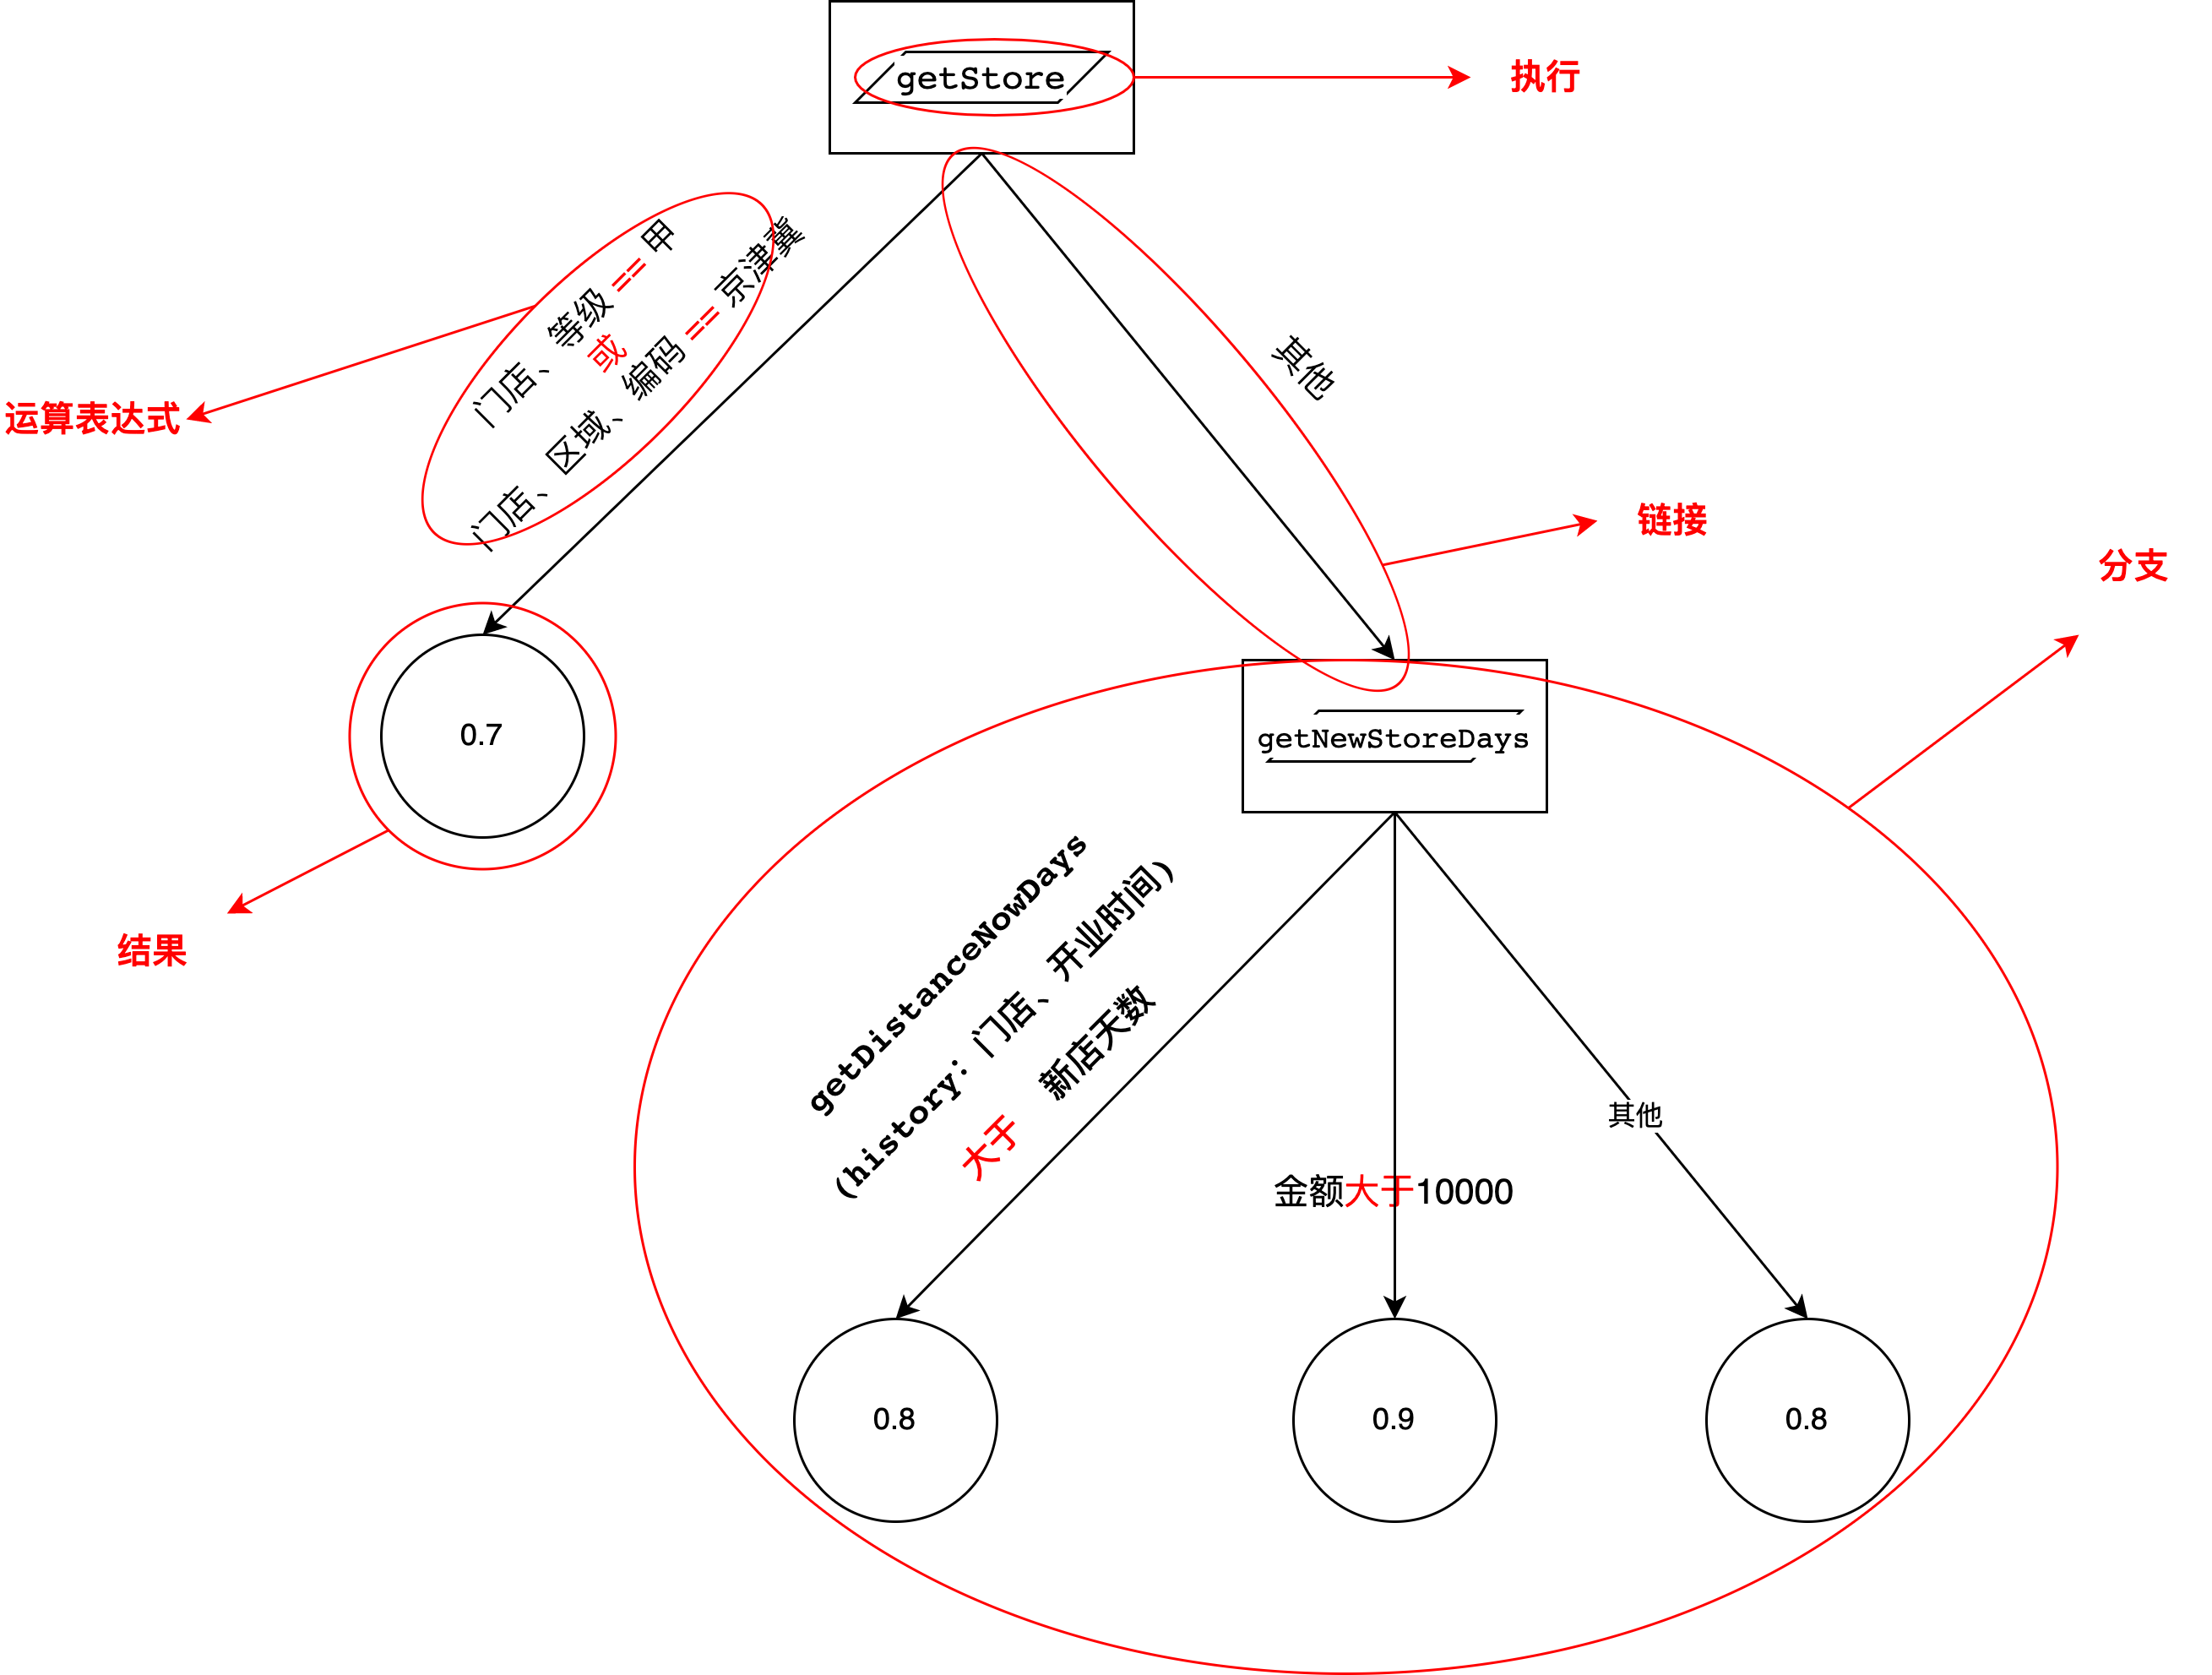 getStore
执行
门店、等级 == 甲
或
门店、区域、编码 == 京津冀
其他
运算表达式
链接
分支
0.7
getNewStoreDays
结果
getDistanceNowDays
(history：门店、开业时间)
大于 新店天数
其他
金额大于10000
0.8
0.9
0.8